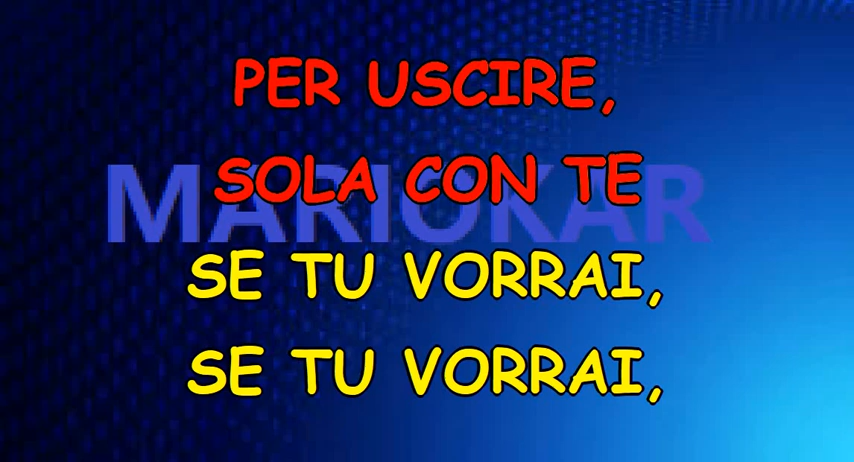 PER USCIRE,
MARIOKAR
SOLA CON TE
SE TU VORRAI,
SE TU VORRAI,